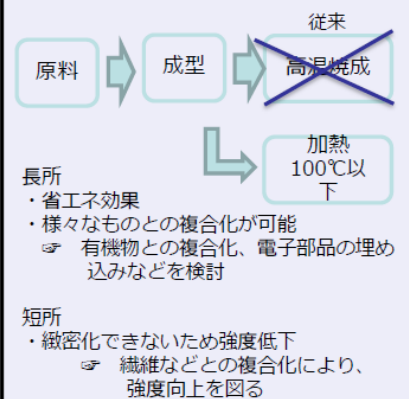 従来
原料
成型
高温焼成
加熱
100℃以
下
長所
・省エネ効果
・様々なものとの複合化が可能
☞ 有機物との複合化、電子部品の埋め
込みなどを検討
短所
・緻密化できないため強度低下
☞ 繊維などとの複合化により、
強度向上を図る